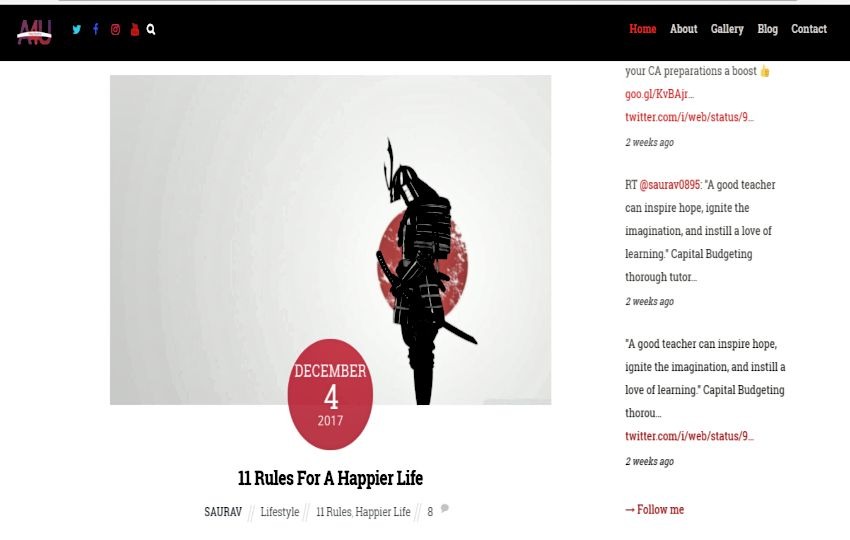 A4U
Home About Gallery Blog Contact
DECEMBER
4
2017
11 Rules For A Happier Life
SAURAV // Lifestyle // 11 Rules, Happier Life // 8
your CA preparations a boost 👍
goo.gl/KvBAjr...
twitter.com/i/web/status/9...
2 weeks ago
RT @saurav0895: "A good teacher
can inspire hope, ignite the
imagination, and instill a love of
learning." Capital Budgeting
thorough tutor...
2 weeks ago
"A good teacher can inspire hope,
ignite the imagination, and instill a
love of learning." Capital Budgeting
thorou...
twitter.com/i/web/status/9...
2 weeks ago
→ Follow me